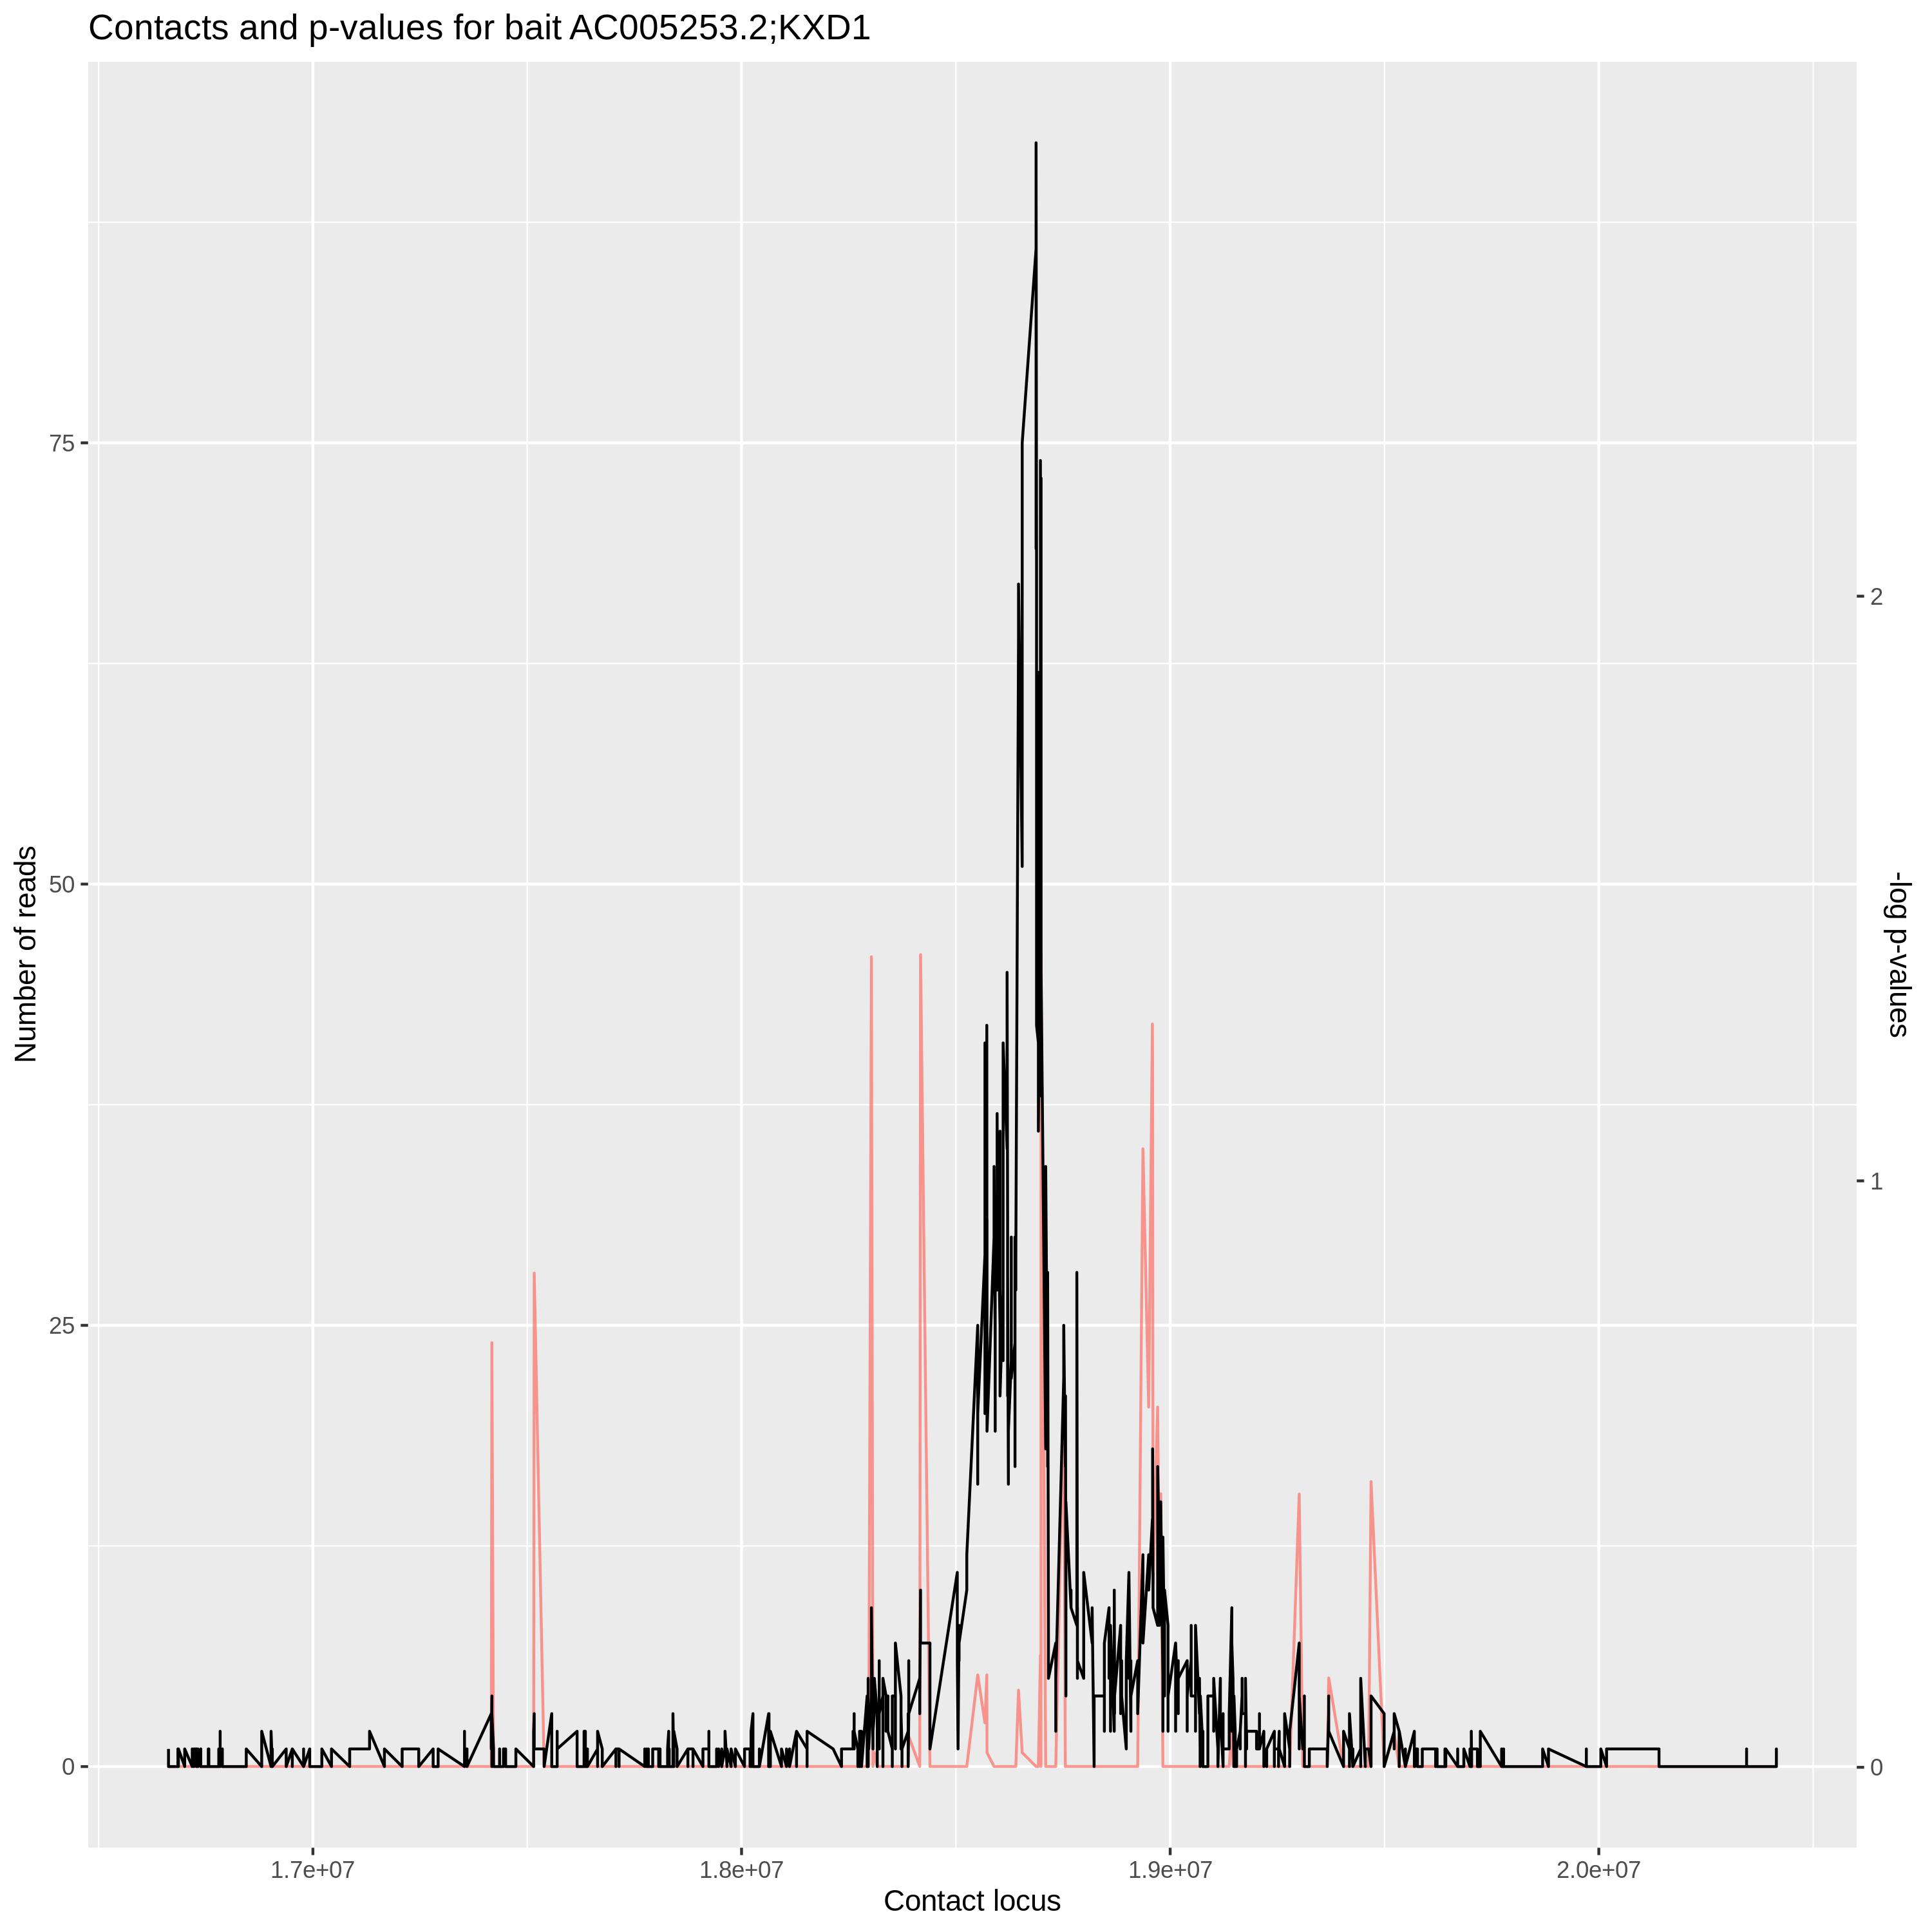 Contacts and p-values for bait AC005253.2;KXD1
75
50
25
0
Number of reads
2
1
0
-log p-values
1.7e+07 1.8e+07 1.9e+07 2.0e+07
Contact locus